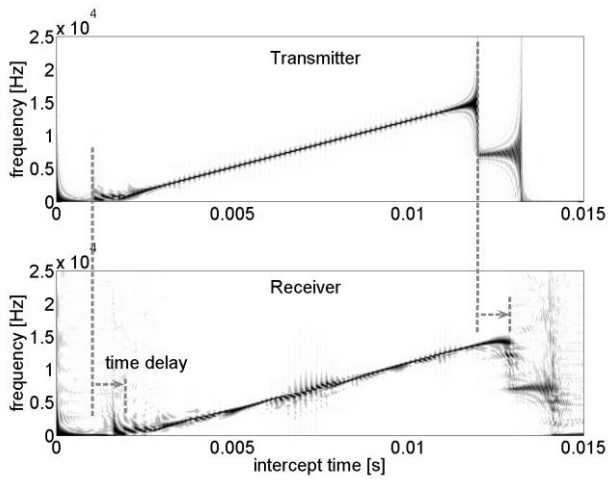 x 10 4
2.5
2
1.5
1
0.5
0
frequency [Hz]
Transmitter
0 0.005 0.01 0.015
x 10 4
2.5
2
1.5
1
0.5
0
frequency [Hz]
Receiver
time delay
0 0.005 0.01 0.015
intercept time [s]